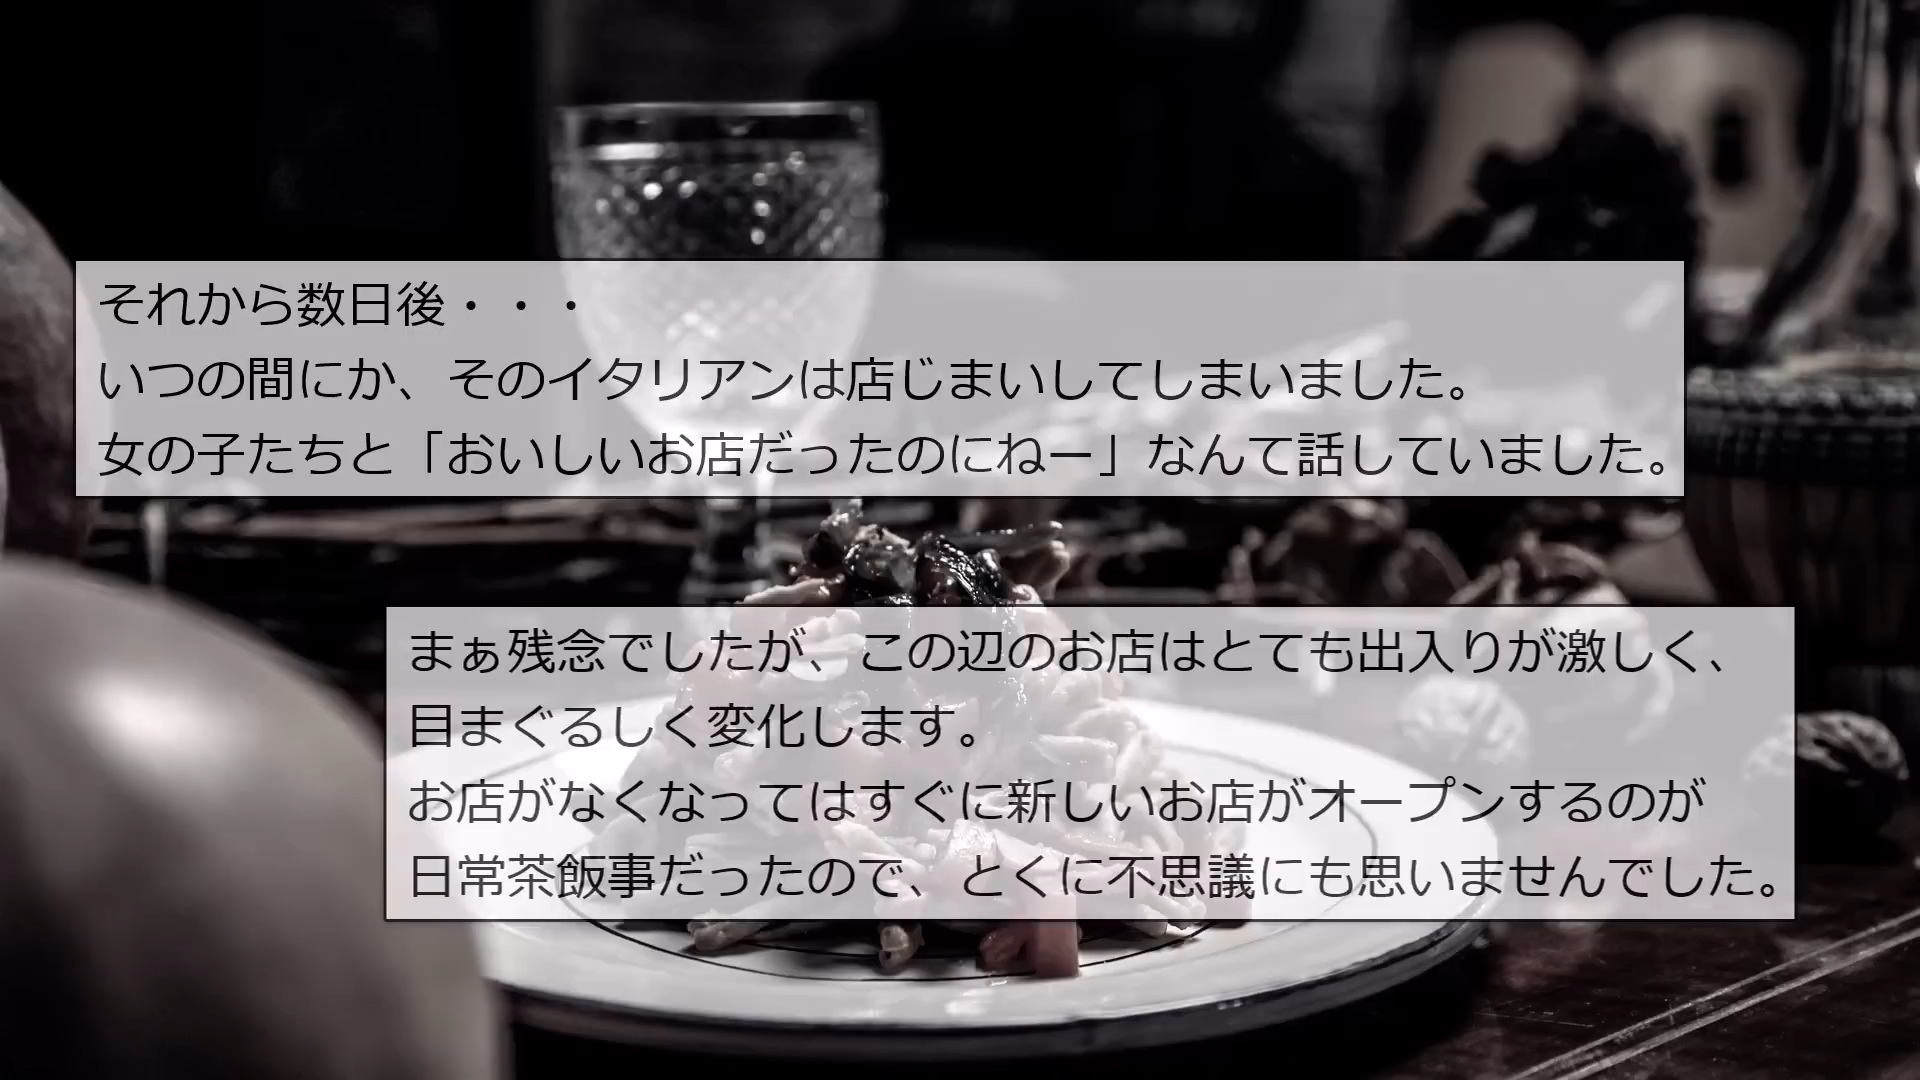 それから数日後・・・
いつの間にか、そのイタリアンは店じまいしてしまいました。
女の子たちと「おいしいお店だったのにねー」なんて話していました。
まぁ残念でしたが、この辺のお店はとても出入りが激しく、
目まぐるしく変化します。
お店がなくなってはすぐに新しいお店がオープンするのが
日常茶飯事だったので、とくに不思議にも思いませんでした。